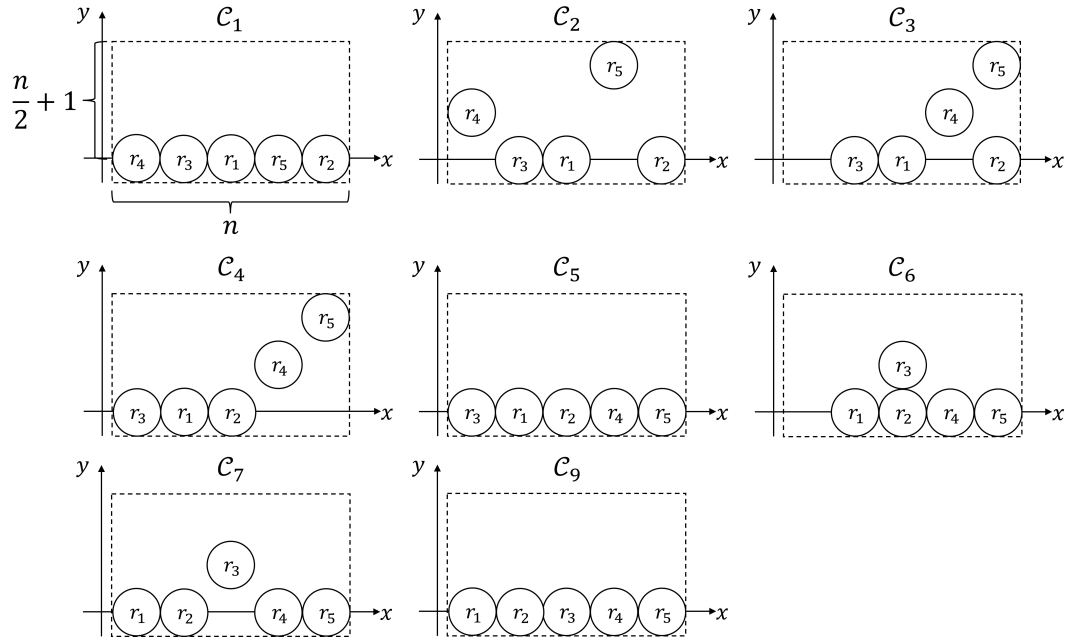 y C₁
n/2 + 1
r₄ r₃ r₁ r₅ r₂ x
n
y C₂
r₅
r₄
r₃ r₁ r₂ x
y C₃
r₅
r₄
r₃ r₁ r₂ x
y C₄
r₅
r₄
r₃ r₁ r₂ x
y C₅
r₃ r₁ r₂ r₄ r₅ x
y C₆
r₃
r₁ r₂ r₄ r₅ x
y C₇
r₃
r₁ r₂ r₄ r₅ x
y C₉
r₁ r₂ r₃ r₄ r₅ x